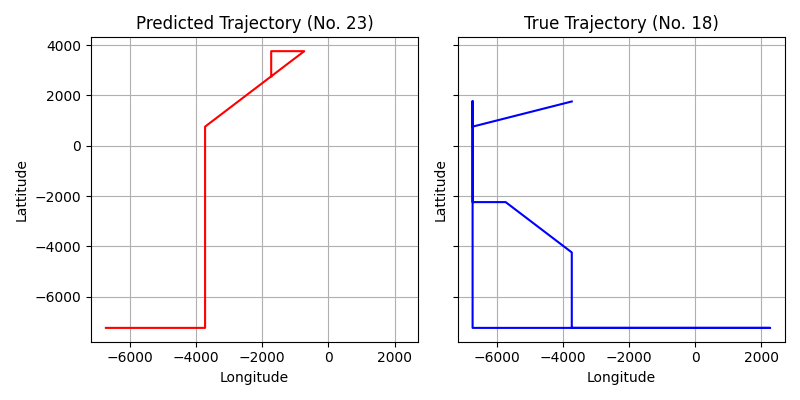 Predicted Trajectory (No. 23)
Lattitude
4000
2000
0
−2000
−4000
−6000
−6000 −4000 −2000 0 2000
Longitude
True Trajectory (No. 18)
Lattitude
−6000 −4000 −2000 0 2000
Longitude